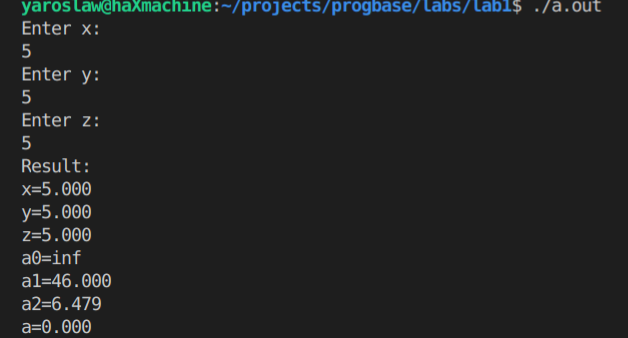 yaroslaw@haXmachine:~/projects/progbase/labs/lab1$ ./a.out
Enter x:
5
Enter y:
5
Enter z:
5
Result:
x=5.000
y=5.000
z=5.000
a0=inf
a1=46.000
a2=6.479
a=0.000